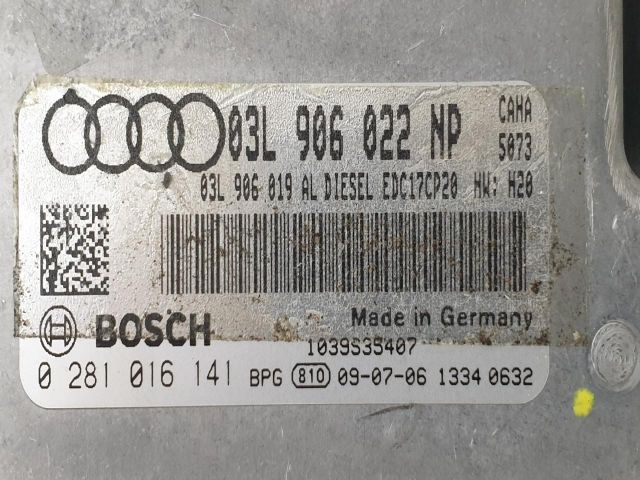 03L 906 022 NP CAHA
5073
03L 906 019 AL DIESEL EDC17CP20 HW: H20
Made in Germany
BOSCH
1039S35407
0 281 016 141 BPG 810 09-07-06 1334 0632